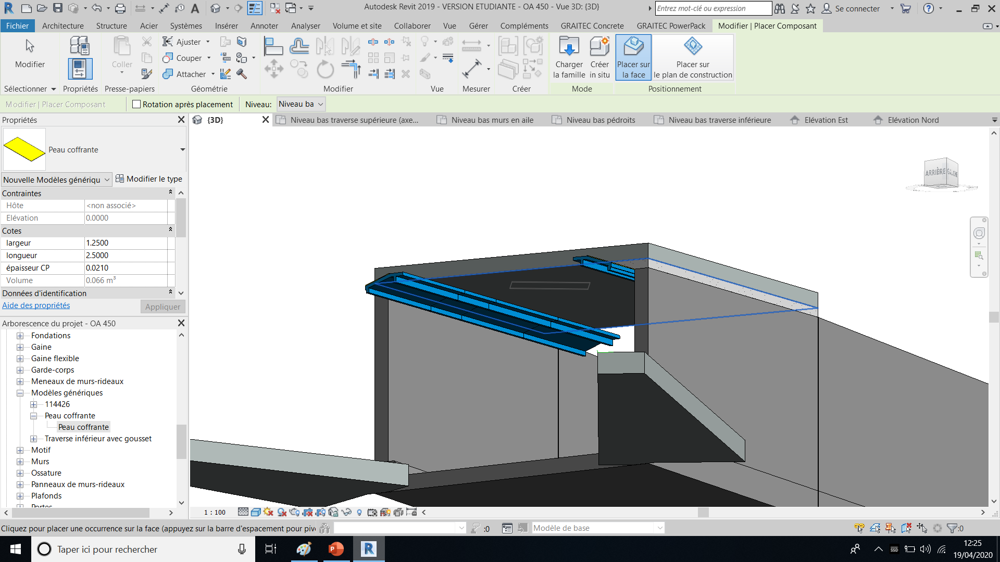 Autodesk Revit 2019 - VERSION ETUDIANTE - OA 450 - Vue 3D: {3D}
Entrez mot-clé ou expression
Se connecter
Fichier Architecture Structure Acier Systèmes Insérer Annoter Analyser Volume et site Collaborer Vue Gérer Compléments GRAITEC Concrete GRAITEC PowerPack Modifier | Placer Composant
Modifier
Coller
Ajuster
Couper
Attacher
Charger la famille
Créer in situ
Placer sur la face
Placer sur le plan de construction
Sélectionner Propriétés Presse-papiers Géométrie Modifier Vue Mesurer Créer Mode Positionnement
Modifier | Placer Composant
Rotation après placement
Niveau: Niveau ba
Propriétés
{3D}
Niveau bas traverse supérieure (axe...
Niveau bas murs en aile
Niveau bas pédroits
Niveau bas traverse inférieure
Elévation Est
Elévation Nord
Peau coffrante
Nouvelle Modèles génériqu
Modifier le type
Contraintes
Hôte <non associé>
Elévation 0.0000
Cotes
largeur 1.2500
longueur 2.5000
épaisseur CP 0.0210
Volume 0.066 m³
Données d'identification
Aide des propriétés
Appliquer
ARRIÈRE
GAUCHE
Arborescence du projet - OA 450
Fondations
Gaine
Gaine flexible
Garde-corps
Meneaux de murs-rideaux
Modèles génériques
114426
Peau coffrante
Peau coffrante
Traverse inférieur avec gousset
Motif
Murs
Ossature
Panneaux de murs-rideaux
Plafonds
Portes
1 : 100
Cliquez pour placer une occurrence sur la face (appuyez sur la barre d'espacement pour piv
:0
Modèle de base
:0
Taper ici pour rechercher
SSD
12:25
19/04/2020